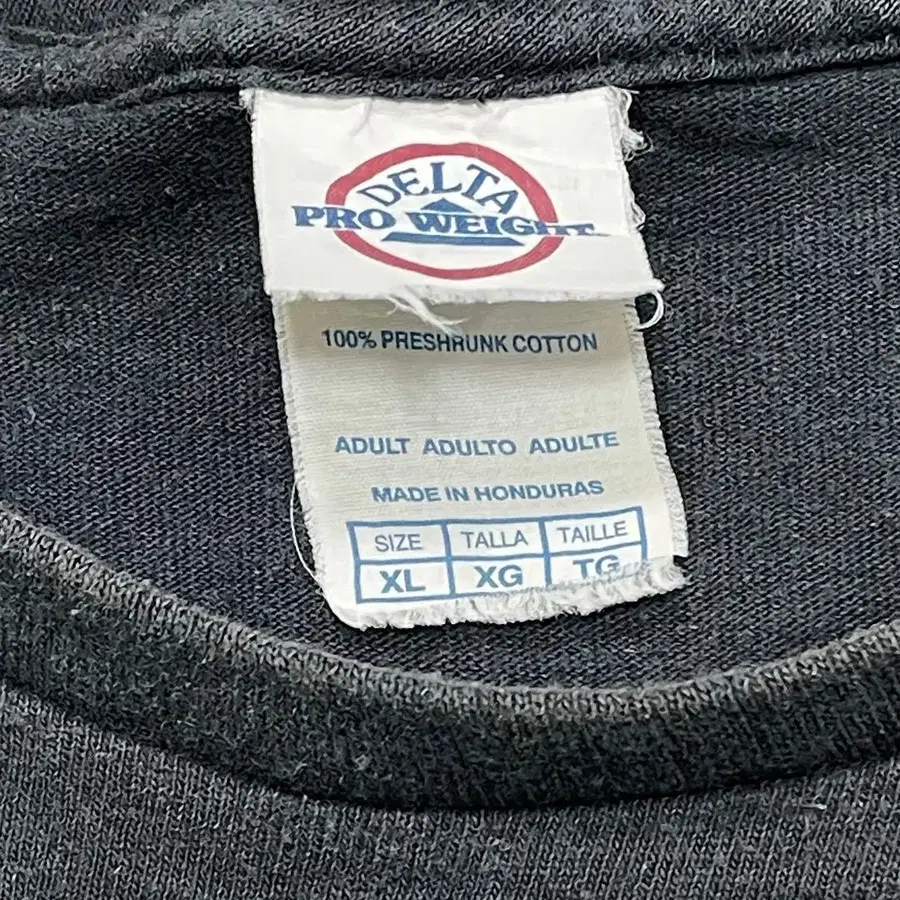 DELTA
PRO WEIGHT
100% PRESHRUNK COTTON
ADULT ADULTO ADULTE
MADE IN HONDURAS
SIZE TALLA TAILLE
XL XG TG